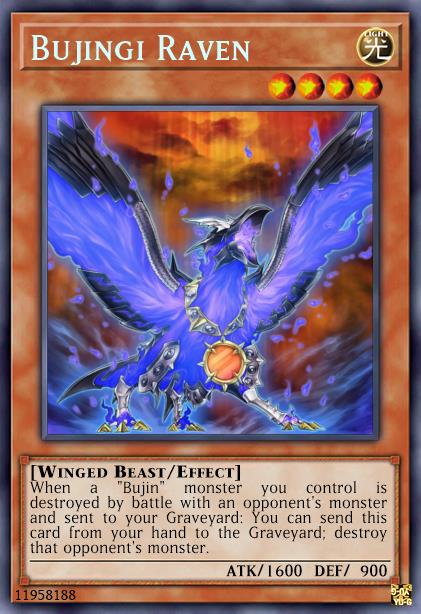 BUJINGI RAVEN
LIGHT
光
[WINGED BEAST/EFFECT]
When a "Bujin" monster you control is
destroyed by battle with an opponent's monster
and sent to your Graveyard: You can send this
card from your hand to the Graveyard; destroy
that opponent's monster.
ATK/1600 DEF/ 900
11958188